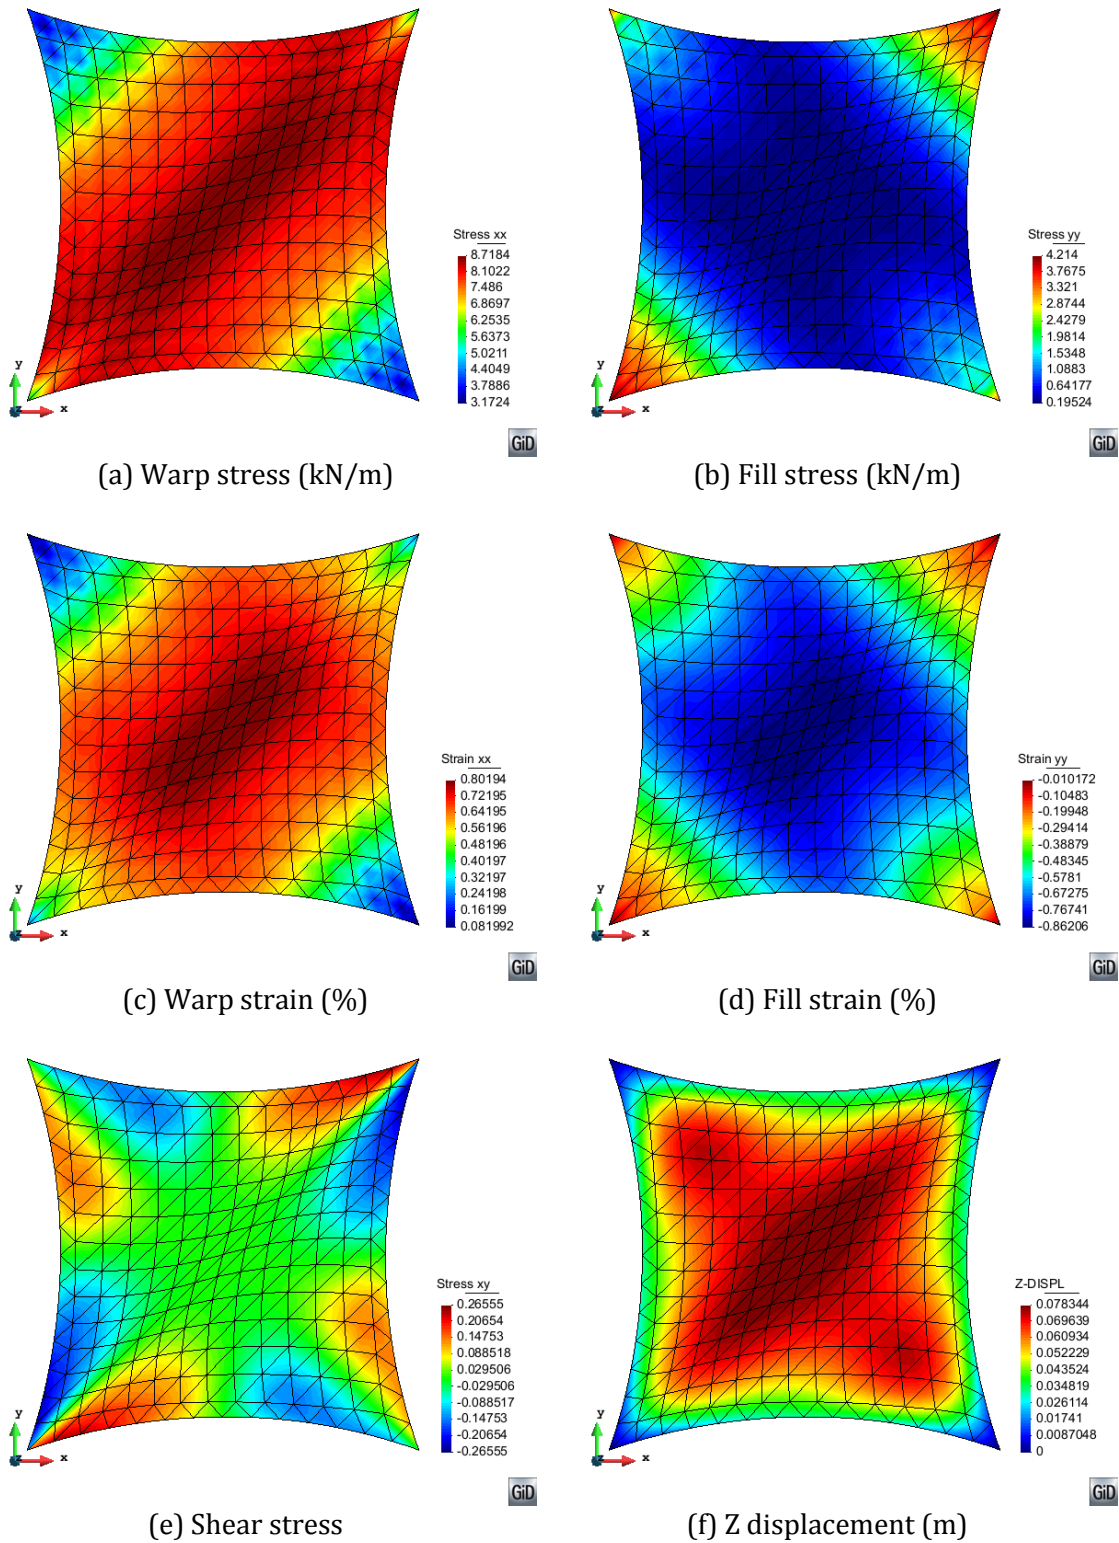 Stress xx
8.7184
8.1022
7.486
6.8697
6.2535
5.6373
5.0211
4.4049
3.7886
3.1724
y
z
x
GiD
(a) Warp stress (kN/m)
Stress yy
4.214
3.7675
3.321
2.8744
2.4279
1.9814
1.5348
1.0883
0.64177
0.19524
y
z
x
GiD
(b) Fill stress (kN/m)
Strain xx
0.80194
0.72195
0.64195
0.56196
0.48196
0.40197
0.32197
0.24198
0.16199
0.081992
y
z
x
GiD
(c) Warp strain (%)
Strain yy
-0.010172
-0.10483
-0.19948
-0.29414
-0.38879
-0.48345
-0.5781
-0.67275
-0.76741
-0.86206
y
z
x
GiD
(d) Fill strain (%)
Stress xy
0.26555
0.20654
0.14753
0.088518
0.029506
-0.029506
-0.088517
-0.14753
-0.20654
-0.26555
y
z
x
GiD
(e) Shear stress
Z-DISPL
0.078344
0.069639
0.060934
0.052229
0.043524
0.034819
0.026114
0.01741
0.0087048
0
y
z
x
GiD
(f) Z displacement (m)